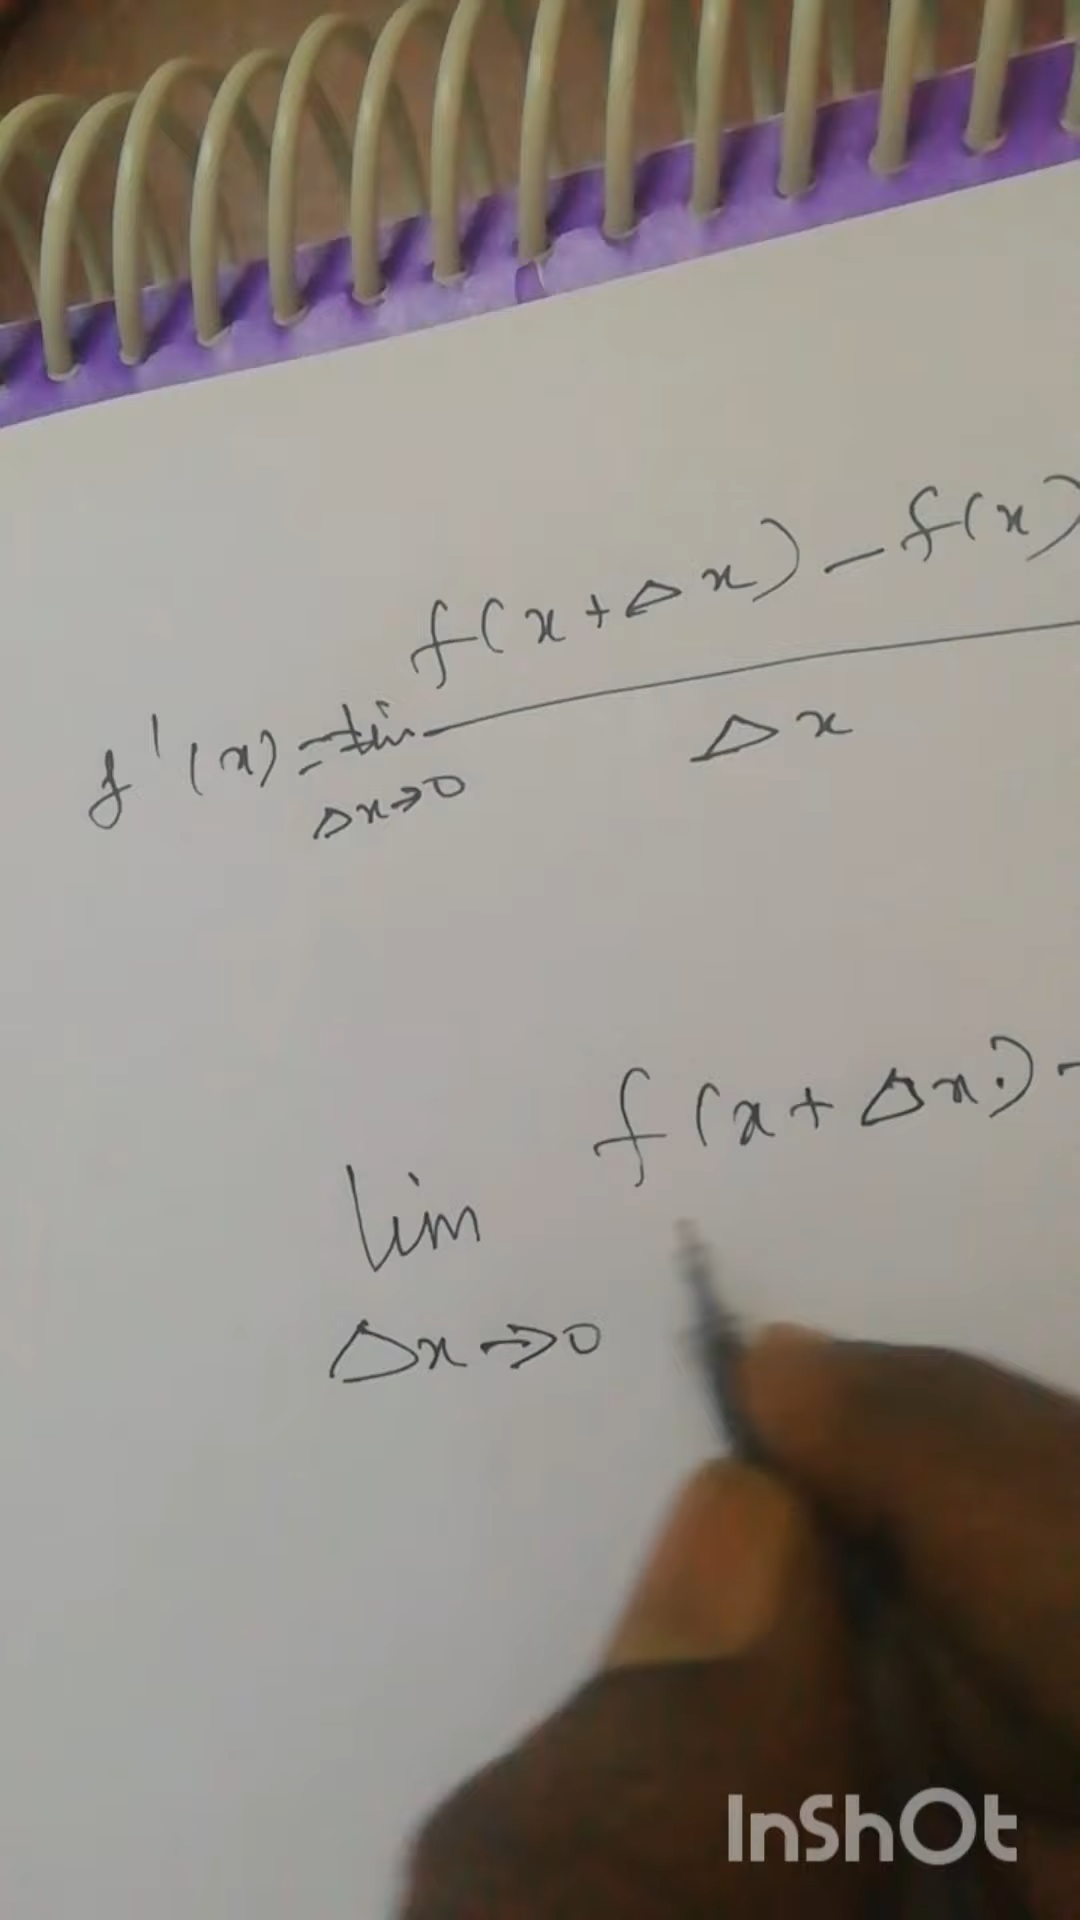 f(x+Δx)-f(x)
f'(x)=lim
Δx→0
Δx
f(x+Δx)-
lim
Δx→0
InShOt